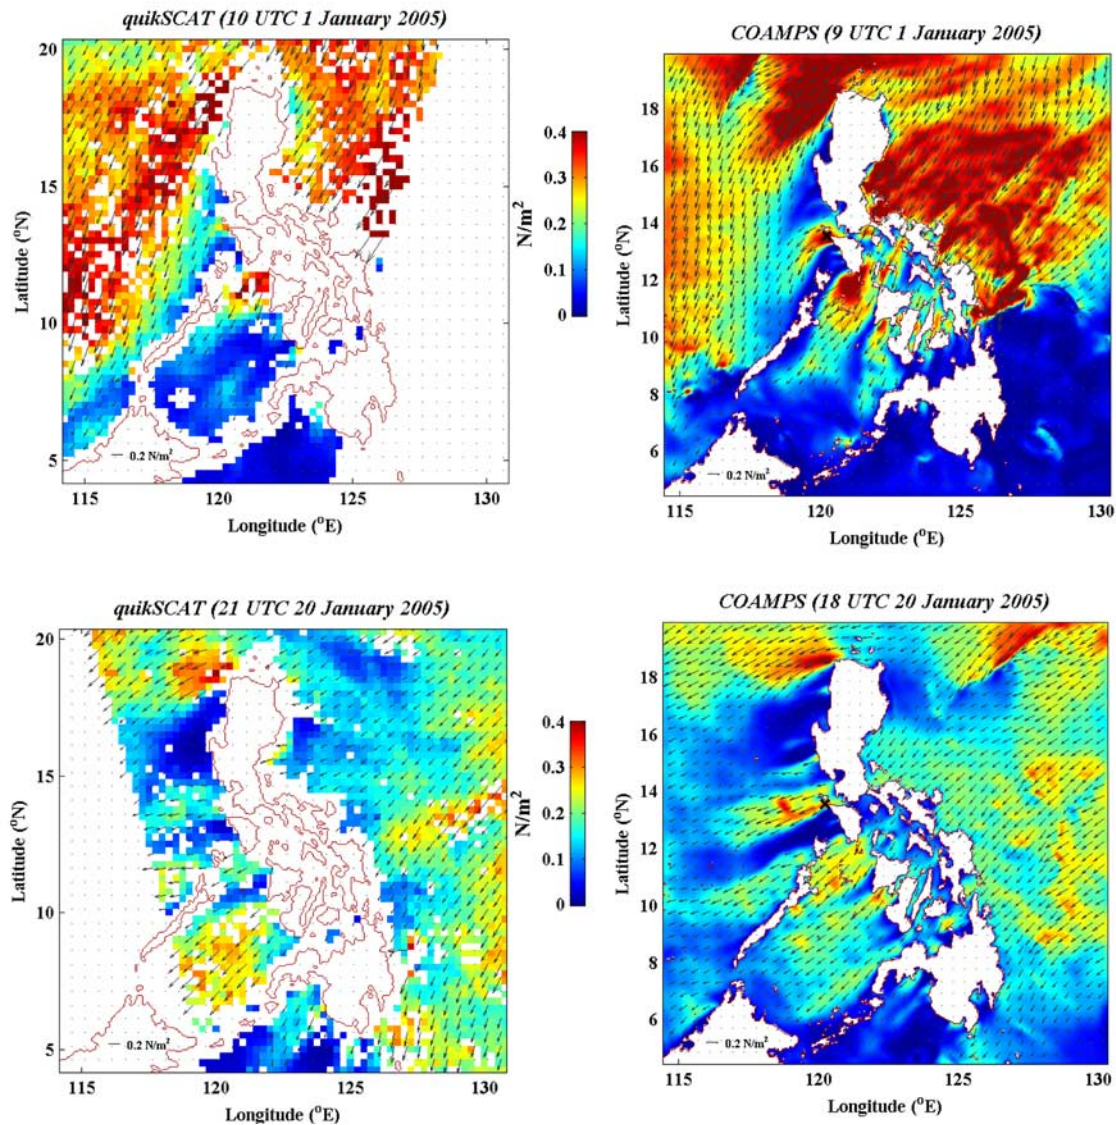 quikSCAT (10 UTC 1 January 2005)
20
15
10
5
115 120 125 130
Latitude (°N)
Longitude (°E)
0.2 N/m²
0.4
0.3
0.2
0.1
0
N/m²
COAMPS (9 UTC 1 January 2005)
18
16
14
12
10
8
6
115 120 125 130
Latitude (°N)
Longitude (°E)
0.2 N/m²
quikSCAT (21 UTC 20 January 2005)
20
15
10
5
115 120 125 130
Latitude (°N)
Longitude (°E)
0.2 N/m²
0.4
0.3
0.2
0.1
0
N/m²
COAMPS (18 UTC 20 January 2005)
18
16
14
12
10
8
6
115 120 125 130
Latitude (°N)
Longitude (°E)
0.2 N/m²